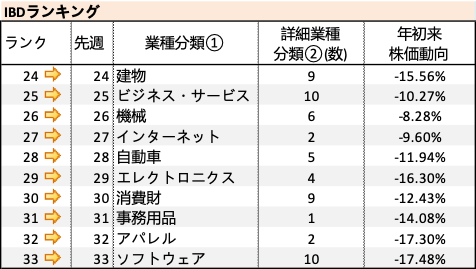 IBDランキング
ランク 先週 業種分類① 詳細業種分類②(数) 年初来株価動向
24 ⇨ 24 建物 9 -15.56%
25 ⇨ 25 ビジネス・サービス 10 -10.27%
26 ⇨ 26 機械 6 -8.28%
27 ⇨ 27 インターネット 2 -9.60%
28 ⇨ 28 自動車 5 -11.94%
29 ⇨ 29 エレクトロニクス 4 -16.30%
30 ⇨ 30 消費財 9 -12.43%
31 ⇨ 31 事務用品 1 -14.08%
32 ⇨ 32 アパレル 2 -17.30%
33 ⇨ 33 ソフトウェア 10 -17.48%